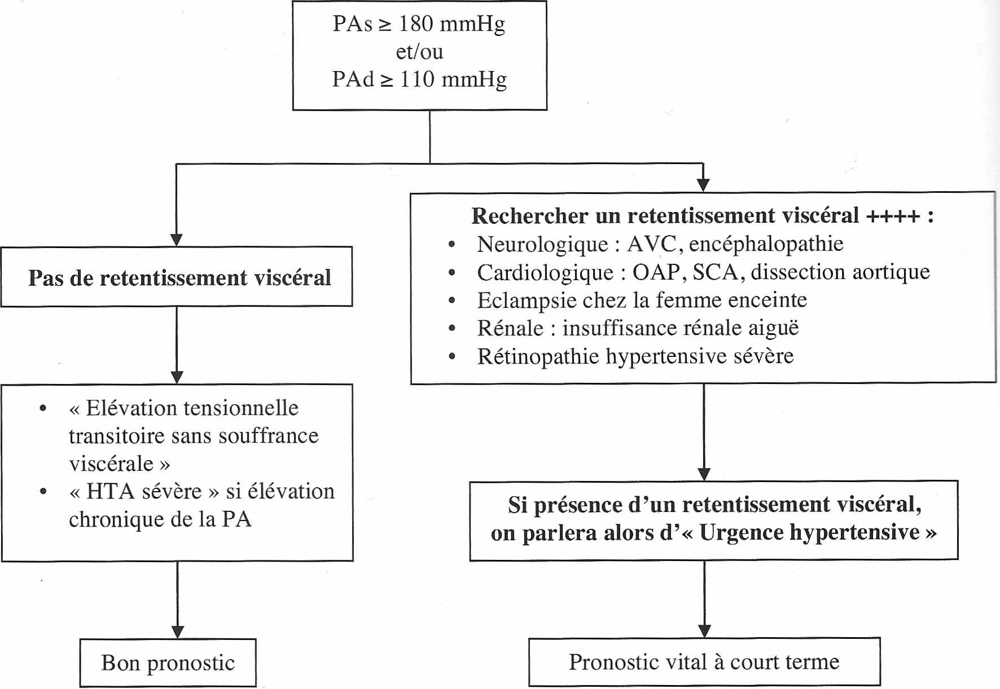 PAs ≥ 180 mmHg
et/ou
PAd ≥ 110 mmHg
Pas de retentissement viscéral
• « Elévation tensionnelle
transitoire sans souffrance
viscérale »
• « HTA sévère » si élévation
chronique de la PA
Bon pronostic
Rechercher un retentissement viscéral ++++ :
• Neurologique : AVC, encéphalopathie
• Cardiologique : OAP, SCA, dissection aortique
• Eclampsie chez la femme enceinte
• Rénale : insuffisance rénale aiguë
• Rétinopathie hypertensive sévère
Si présence d’un retentissement viscéral,
on parlera alors d’« Urgence hypertensive »
Pronostic vital à court terme